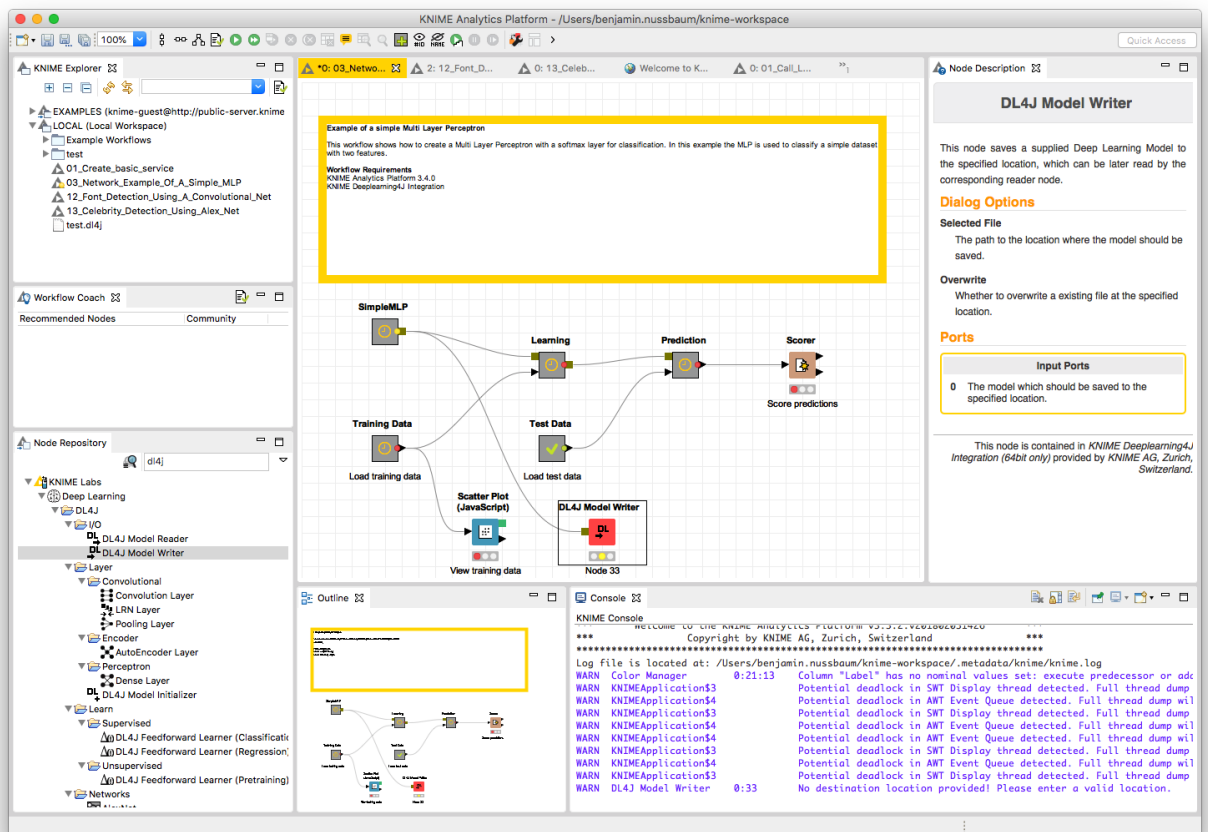 KNIME Analytics Platform - /Users/benjamin.nussbaum/knime-workspace
100%
Quick Access
KNIME Explorer
EXAMPLES (knime-guest@http://public-server.knime
LOCAL (Local Workspace)
Example Workflows
test
01_Create_basic_service
03_Network_Example_Of_A_Simple_MLP
12_Font_Detection_Using_A_Convolutional_Net
13_Celebrity_Detection_Using_Alex_Net
test.dl4j
Workflow Coach
Recommended Nodes Community
Node Repository
dl4j
KNIME Labs
Deep Learning
DL4J
I/O
DL4J Model Reader
DL4J Model Writer
Layer
Convolutional
Convolution Layer
LRN Layer
Pooling Layer
Encoder
AutoEncoder Layer
Perceptron
Dense Layer
DL4J Model Initializer
Learn
Supervised
DL4J Feedforward Learner (Classificatio
DL4J Feedforward Learner (Regression)
Unsupervised
DL4J Feedforward Learner (Pretraining)
Networks
*0: 03_Netwo... 2: 12_Font_D... 0: 13_Celeb... Welcome to K... 0: 01_Call_L... »1
Example of a simple Multi Layer Perceptron
This workflow shows how to create a Multi Layer Perceptron with a softmax layer for classification. In this example the MLP is used to classify a simple dataset
with two features.
Workflow Requirements
KNIME Analytics Platform 3.4.0
KNIME Deeplearning4J Integration
SimpleMLP
Learning
Prediction
Scorer
Score predictions
Training Data
Load training data
Test Data
Load test data
Scatter Plot
(JavaScript)
View training data
DL4J Model Writer
DL
Node 33
Node Description
DL4J Model Writer
This node saves a supplied Deep Learning Model to
the specified location, which can be later read by the
corresponding reader node.
Dialog Options
Selected File
The path to the location where the model should be
saved.
Overwrite
Whether to overwrite a existing file at the specified
location.
Ports
Input Ports
0 The model which should be saved to the
specified location.
This node is contained in KNIME Deeplearning4J
Integration (64bit only) provided by KNIME AG, Zurich,
Switzerland.
Outline
Console
KNIME Console
*** Welcome to the KNIME Analytics Platform v3.5.2.v201802051426 ***
*** Copyright by KNIME AG, Zurich, Switzerland ***
Log file is located at: /Users/benjamin.nussbaum/knime-workspace/.metadata/knime/knime.log
WARN Color Manager 0:21:13 Column "Label" has no nominal values set: execute predecessor or add
WARN KNIMEApplication$3 Potential deadlock in SWT Display thread detected. Full thread dump
WARN KNIMEApplication$4 Potential deadlock in AWT Event Queue detected. Full thread dump wil
WARN KNIMEApplication$3 Potential deadlock in SWT Display thread detected. Full thread dump
WARN KNIMEApplication$4 Potential deadlock in AWT Event Queue detected. Full thread dump wil
WARN KNIMEApplication$4 Potential deadlock in AWT Event Queue detected. Full thread dump wil
WARN KNIMEApplication$3 Potential deadlock in SWT Display thread detected. Full thread dump
WARN KNIMEApplication$4 Potential deadlock in AWT Event Queue detected. Full thread dump wil
WARN KNIMEApplication$3 Potential deadlock in SWT Display thread detected. Full thread dump
WARN DL4J Model Writer 0:33 No destination location provided! Please enter a valid location.